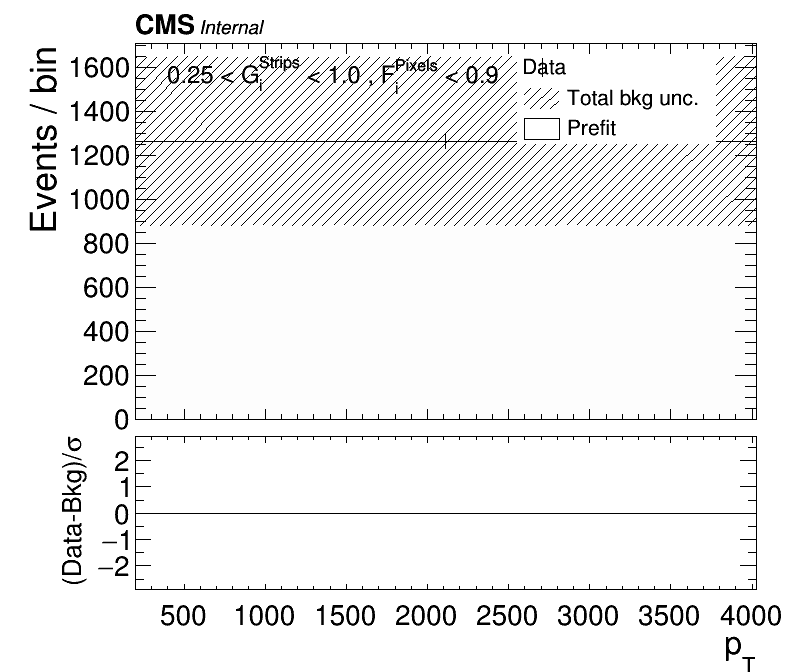 CMS Internal
Events / bin
1600
1400
1200
1000
800
600
400
200
0
0.25 < G_i^Strips < 1.0 , F_i^Pixels < 0.9
Data
Total bkg unc.
Prefit
(Data-Bkg)/σ
2
1
0
−1
−2
500 1000 1500 2000 2500 3000 3500 4000
p_T